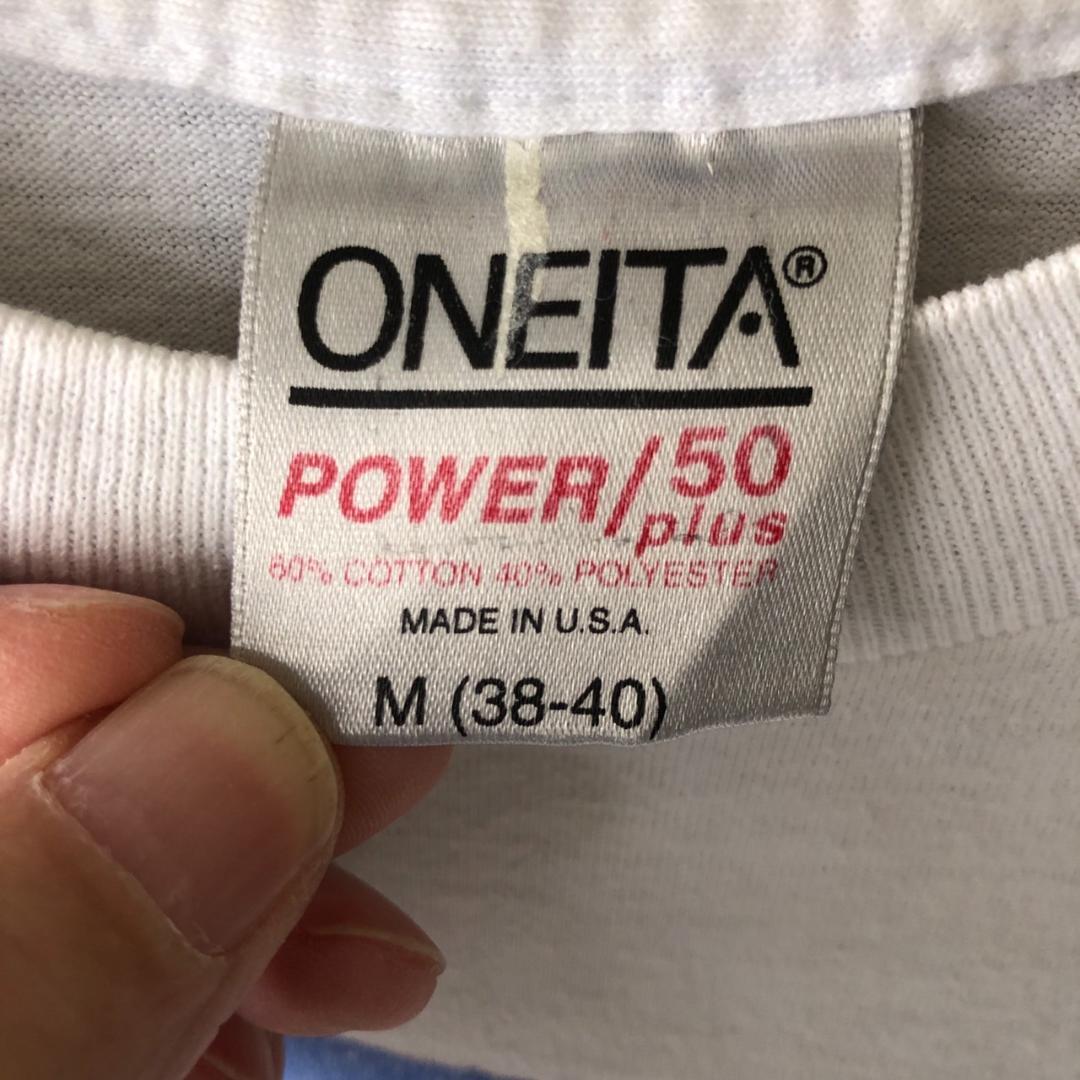 ONEITA®
POWER/50
plus
60% COTTON 40% POLYESTER
MADE IN U.S.A.
M (38-40)